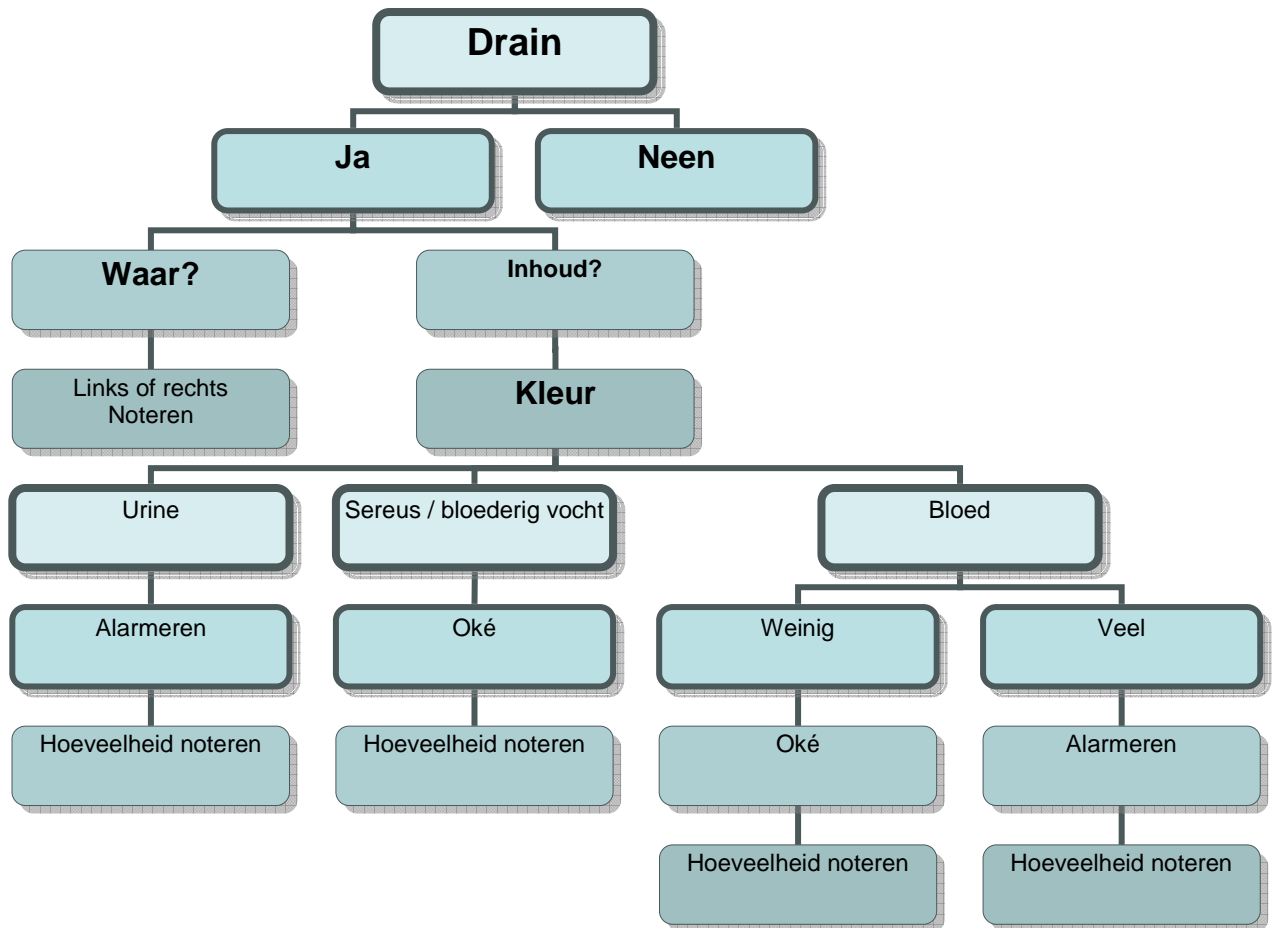 Drain
Ja
Neen
Waar?
Inhoud?
Links of rechts
Noteren
Kleur
Urine
Sereus / bloederig vocht
Bloed
Alarmeren
Oké
Weinig
Veel
Hoeveelheid noteren
Hoeveelheid noteren
Oké
Alarmeren
Hoeveelheid noteren
Hoeveelheid noteren